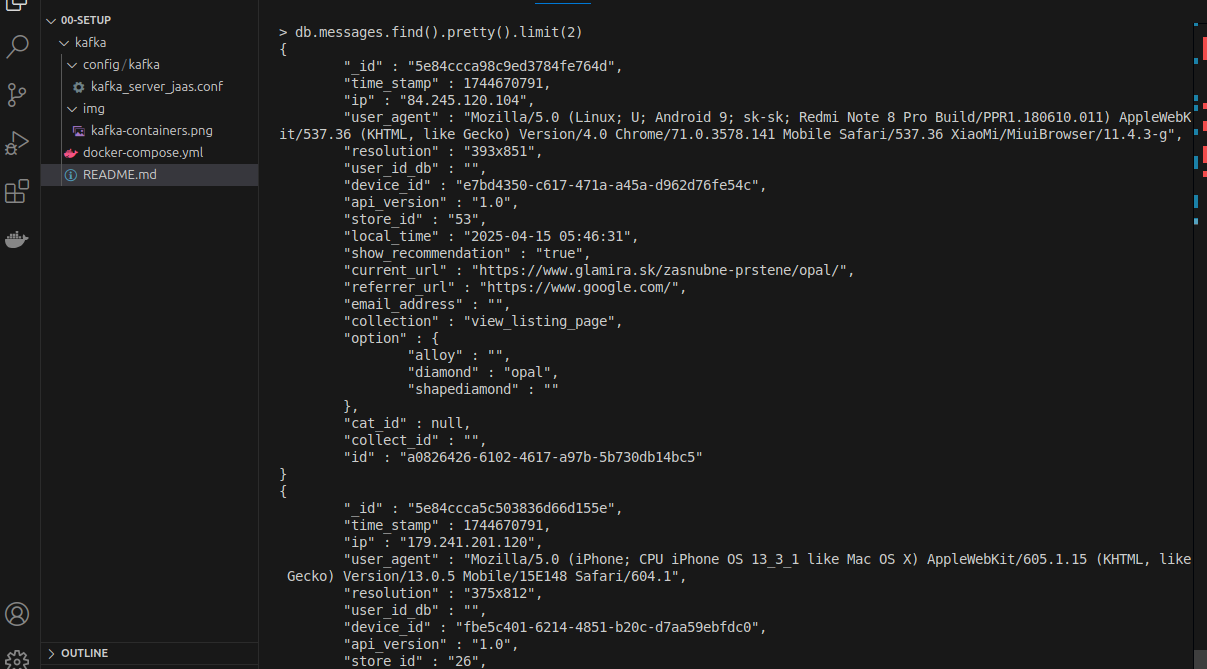 00-SETUP
kafka
config / kafka
kafka_server_jaas.conf
img
kafka-containers.png
docker-compose.yml
README.md
OUTLINE
> db.messages.find().pretty().limit(2)
{
"_id" : "5e84ccca98c9ed3784fe764d",
"time_stamp" : 1744670791,
"ip" : "84.245.120.104",
"user_agent" : "Mozilla/5.0 (Linux; U; Android 9; sk-sk; Redmi Note 8 Pro Build/PPR1.180610.011) AppleWebK
it/537.36 (KHTML, like Gecko) Version/4.0 Chrome/71.0.3578.141 Mobile Safari/537.36 XiaoMi/MiuiBrowser/11.4.3-g",
"resolution" : "393x851",
"user_id_db" : "",
"device_id" : "e7bd4350-c617-471a-a45a-d962d76fe54c",
"api_version" : "1.0",
"store_id" : "53",
"local_time" : "2025-04-15 05:46:31",
"show_recommendation" : "true",
"current_url" : "https://www.glamira.sk/zasnubne-prstene/opal/",
"referrer_url" : "https://www.google.com/",
"email_address" : "",
"collection" : "view_listing_page",
"option" : {
"alloy" : "",
"diamond" : "opal",
"shapediamond" : ""
},
"cat_id" : null,
"collect_id" : "",
"id" : "a0826426-6102-4617-a97b-5b730db14bc5"
}
{
"_id" : "5e84ccca5c503836d66d155e",
"time_stamp" : 1744670791,
"ip" : "179.241.201.120",
"user_agent" : "Mozilla/5.0 (iPhone; CPU iPhone OS 13_3_1 like Mac OS X) AppleWebKit/605.1.15 (KHTML, like
Gecko) Version/13.0.5 Mobile/15E148 Safari/604.1",
"resolution" : "375x812",
"user_id_db" : "",
"device_id" : "fbe5c401-6214-4851-b20c-d7aa59ebfdc0",
"api_version" : "1.0",
"store_id" : "26",